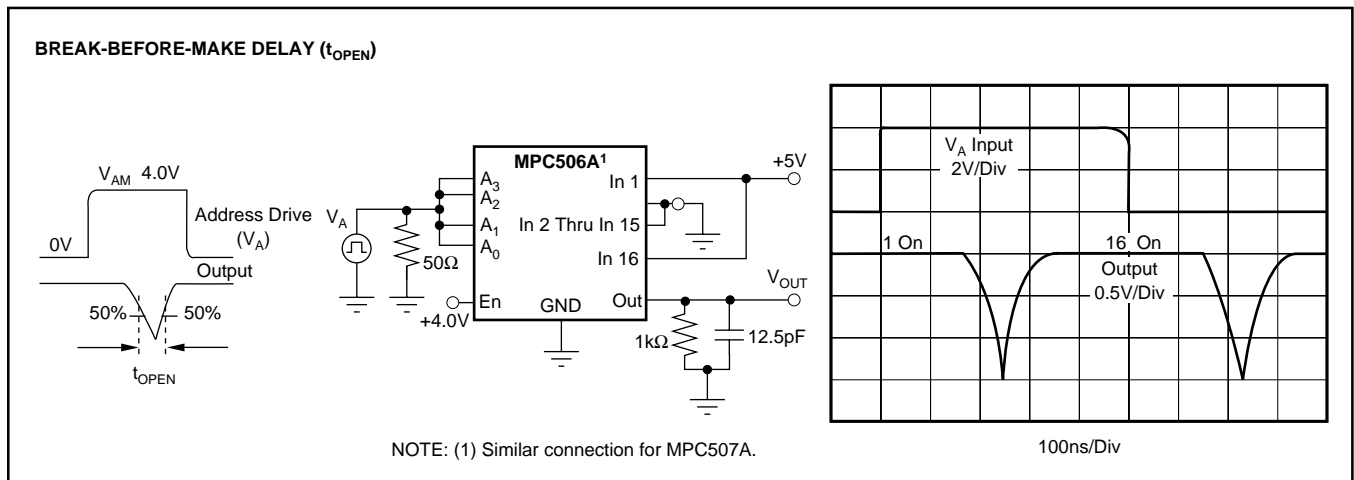 BREAK-BEFORE-MAKE DELAY (tOPEN)
VAM 4.0V
0V
Address Drive
(VA)
Output
50%
50%
tOPEN
VA
50Ω
+4.0V
MPC506A¹
A3
A2
A1
A0
En
In 1
In 2 Thru In 15
In 16
Out
GND
+5V
VOUT
1kΩ
12.5pF
VA Input
2V/Div
1 On
16 On
Output
0.5V/Div
100ns/Div
NOTE: (1) Similar connection for MPC507A.